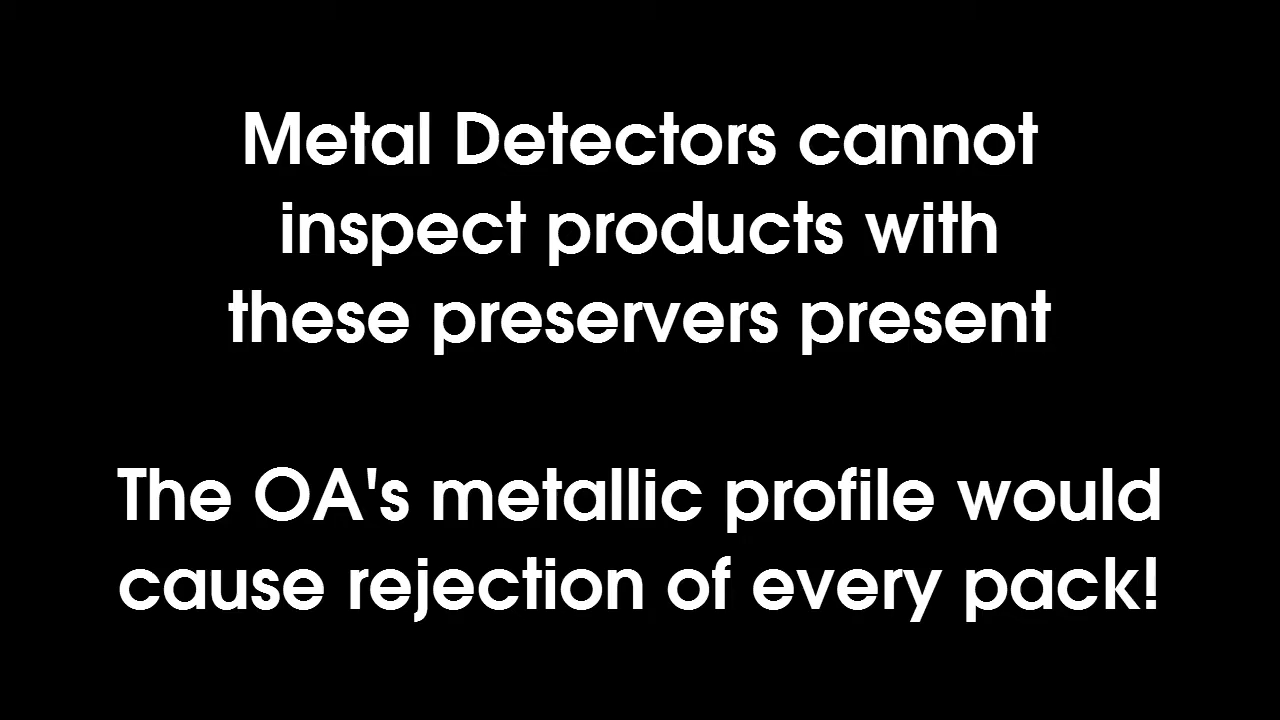 Metal Detectors cannot
inspect products with
these preservers present
The OA's metallic profile would
cause rejection of every pack!